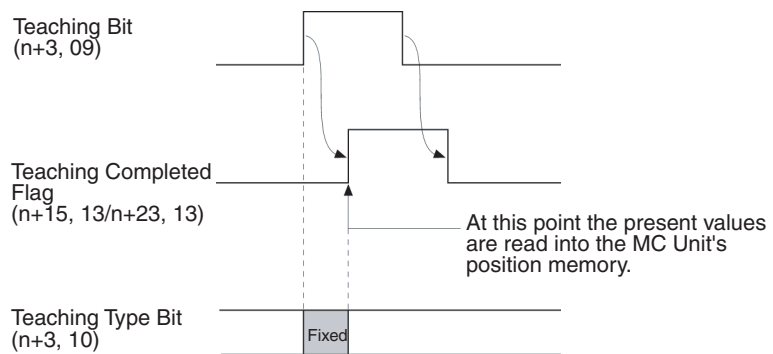 Teaching Bit
(n+3, 09)
Teaching Completed
Flag
(n+15, 13/n+23, 13)
At this point the present values
are read into the MC Unit's
position memory.
Teaching Type Bit
(n+3, 10)
Fixed